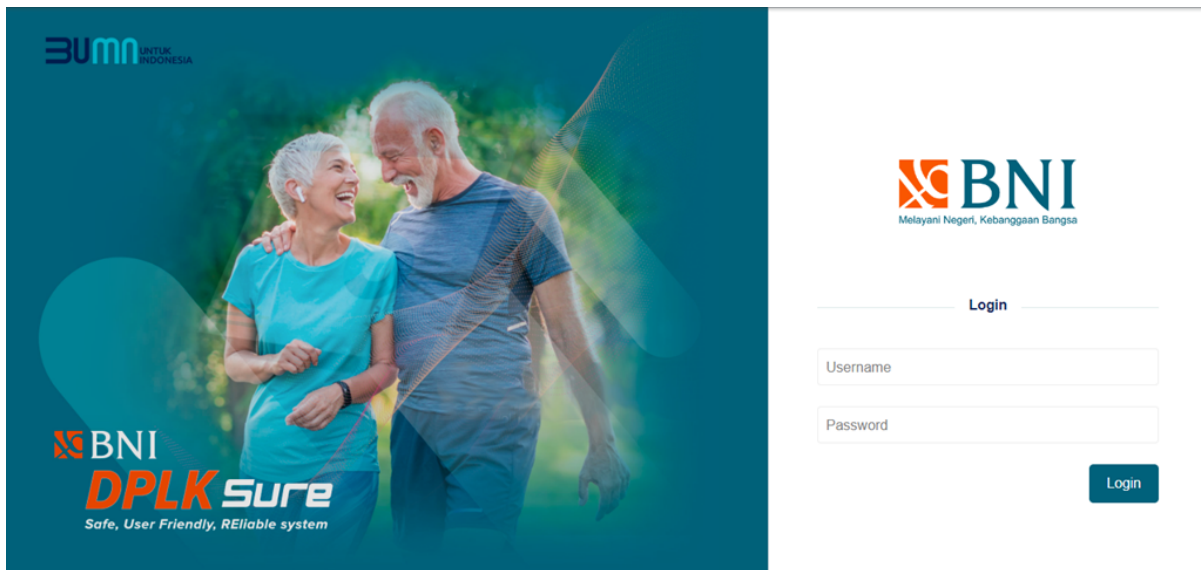 BUMN UNTUK
INDONESIA
BNI
DPLK Sure
Safe, User Friendly, REliable system
BNI
Melayani Negeri, Kebanggaan Bangsa
Login
Username
Password
Login